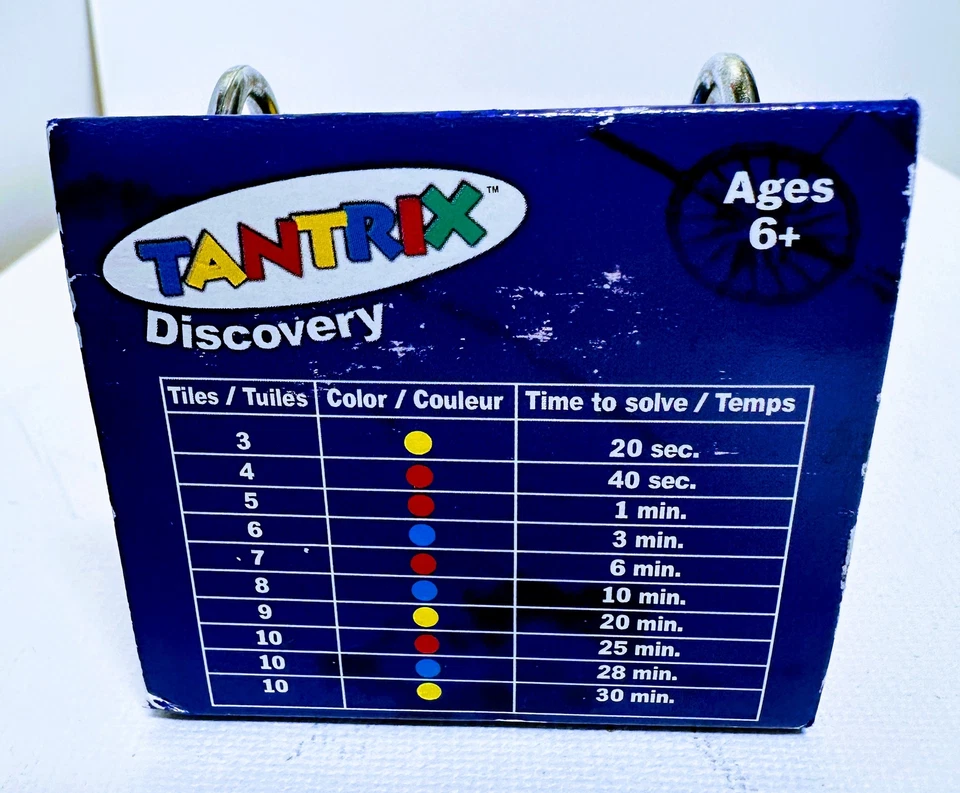 TANTRIX™
Discovery
Ages
6+
Tiles / Tuiles Color / Couleur Time to solve / Temps
3 20 sec.
4 40 sec.
5 1 min.
6 3 min.
7 6 min.
8 10 min.
9 20 min.
10 25 min.
10 28 min.
10 30 min.